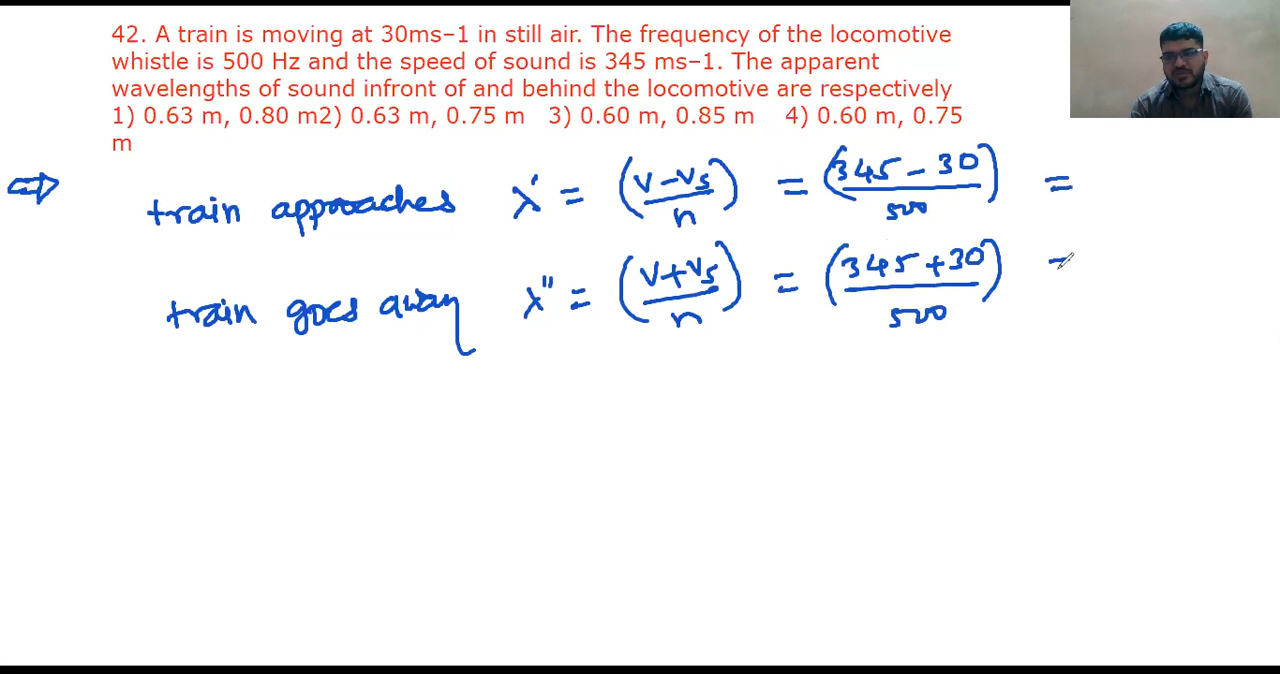 42. A train is moving at 30ms–1 in still air. The frequency of the locomotive
whistle is 500 Hz and the speed of sound is 345 ms–1. The apparent
wavelengths of sound infront of and behind the locomotive are respectively
1) 0.63 m, 0.80 m2) 0.63 m, 0.75 m 3) 0.60 m, 0.85 m 4) 0.60 m, 0.75
m
⇒ train approaches λ' = (V-Vs/n) = (345-30/500) =
train goes away λ'' = (V+Vs/n) = (345+30/500) -